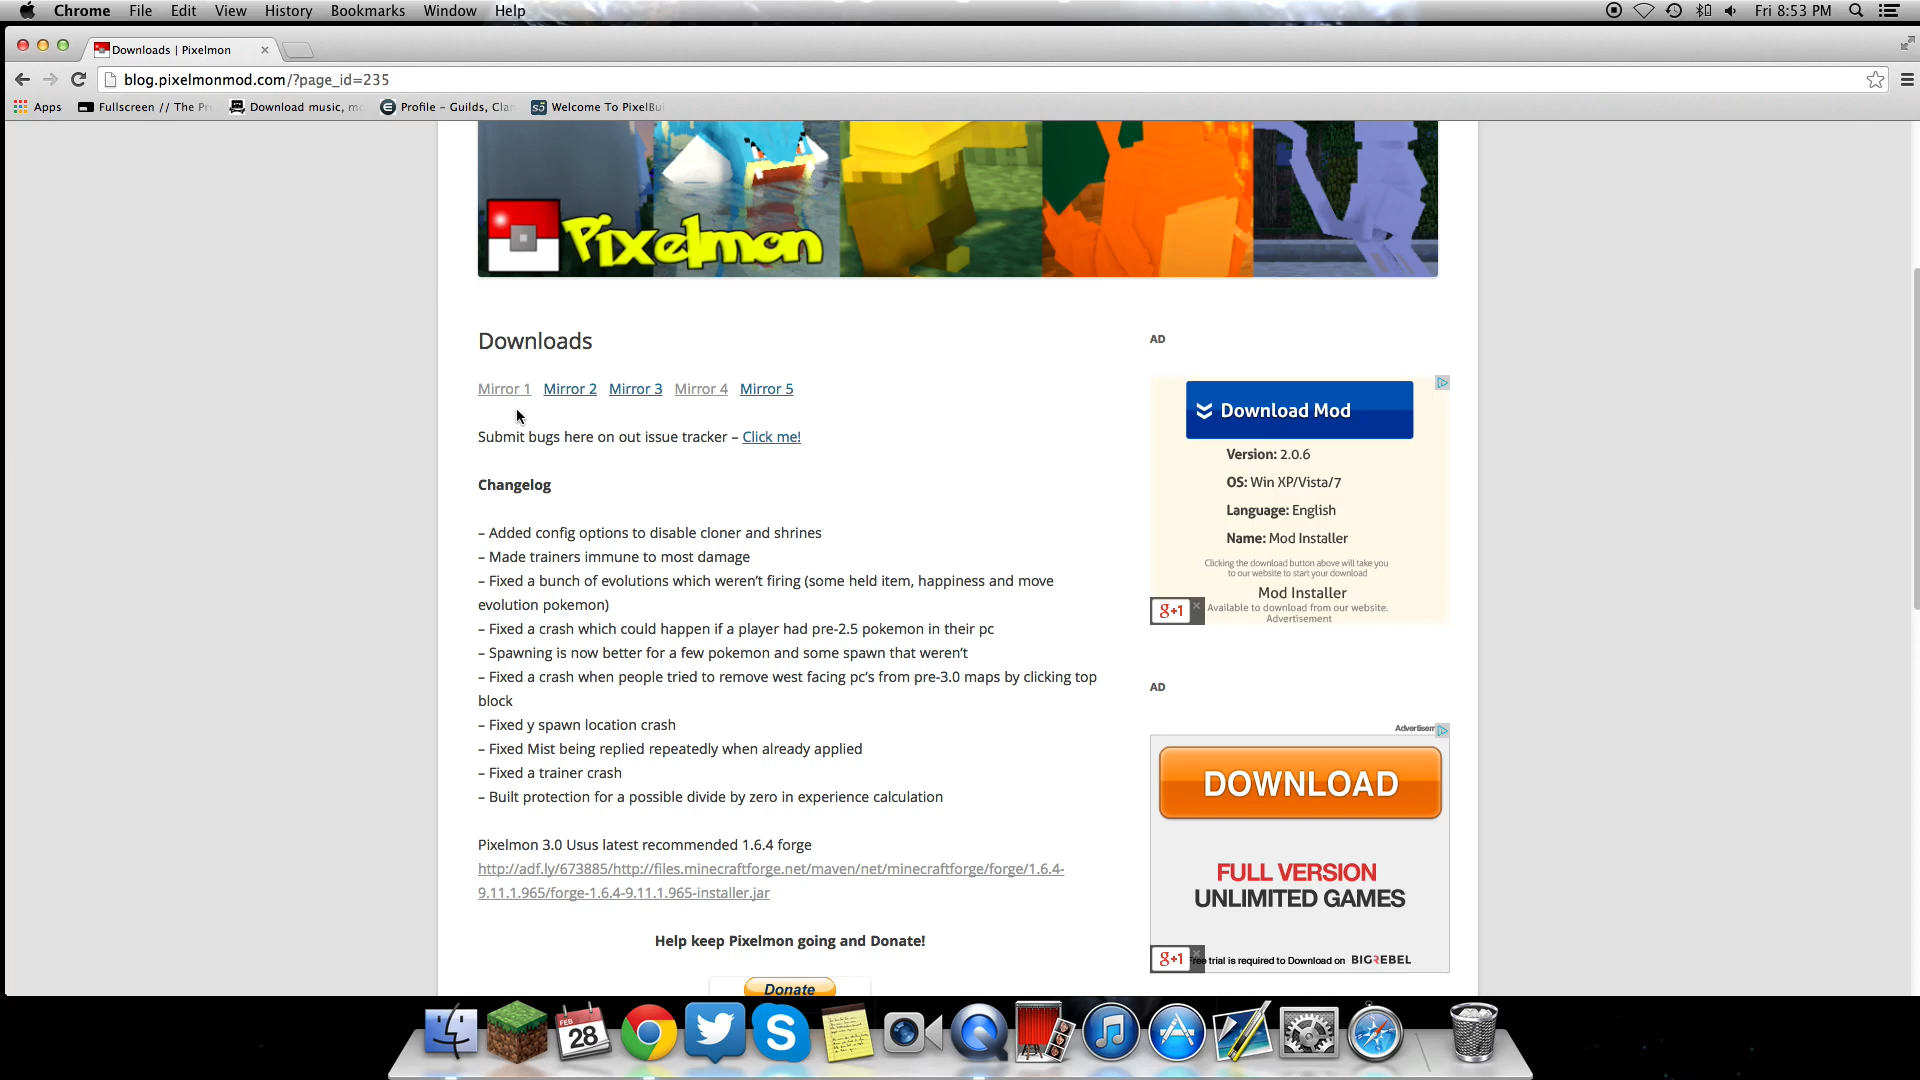 Chrome File Edit View History Bookmarks Window Help Fri 8:53 PM
Downloads | Pixelmon
blog.pixelmonmod.com/?page_id=235
Apps Fullscreen // The Pr Download music, m Profile – Guilds, Cla Welcome To PixelBu
Pixelmon
Downloads
AD
Mirror 1 Mirror 2 Mirror 3 Mirror 4 Mirror 5
Download Mod
Submit bugs here on out issue tracker – Click me!
Version: 2.0.6
OS: Win XP/Vista/7
Language: English
Name: Mod Installer
Clicking the download button above will take you
to our website to start your download
Mod Installer
Available to download from our website.
Advertisement
g+1
Changelog
– Added config options to disable cloner and shrines
– Made trainers immune to most damage
– Fixed a bunch of evolutions which weren't firing (some held item, happiness and move
evolution pokemon)
– Fixed a crash which could happen if a player had pre-2.5 pokemon in their pc
– Spawning is now better for a few pokemon and some spawn that weren't
– Fixed a crash when people tried to remove west facing pc's from pre-3.0 maps by clicking top
block
– Fixed y spawn location crash
– Fixed Mist being replied repeatedly when already applied
– Fixed a trainer crash
– Built protection for a possible divide by zero in experience calculation
AD
Advertisem
DOWNLOAD
FULL VERSION
UNLIMITED GAMES
g+1 ree trial is required to Download on BIGREBEL
Pixelmon 3.0 Usus latest recommended 1.6.4 forge
http://adf.ly/673885/http://files.minecraftforge.net/maven/net/minecraftforge/forge/1.6.4-
9.11.1.965/forge-1.6.4-9.11.1.965-installer.jar
Help keep Pixelmon going and Donate!
Donate
FEB
28